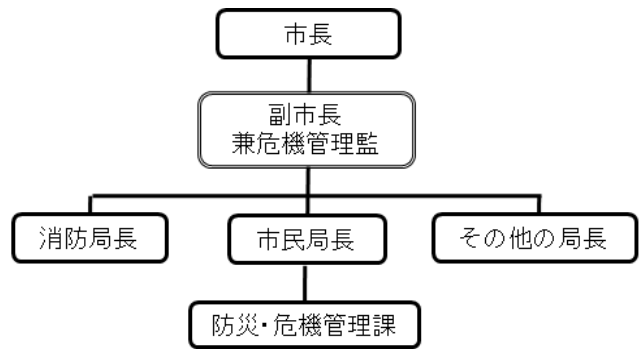 市長
副市長
兼危機管理監
消防局長
市民局長
その他の局長
防災・危機管理課